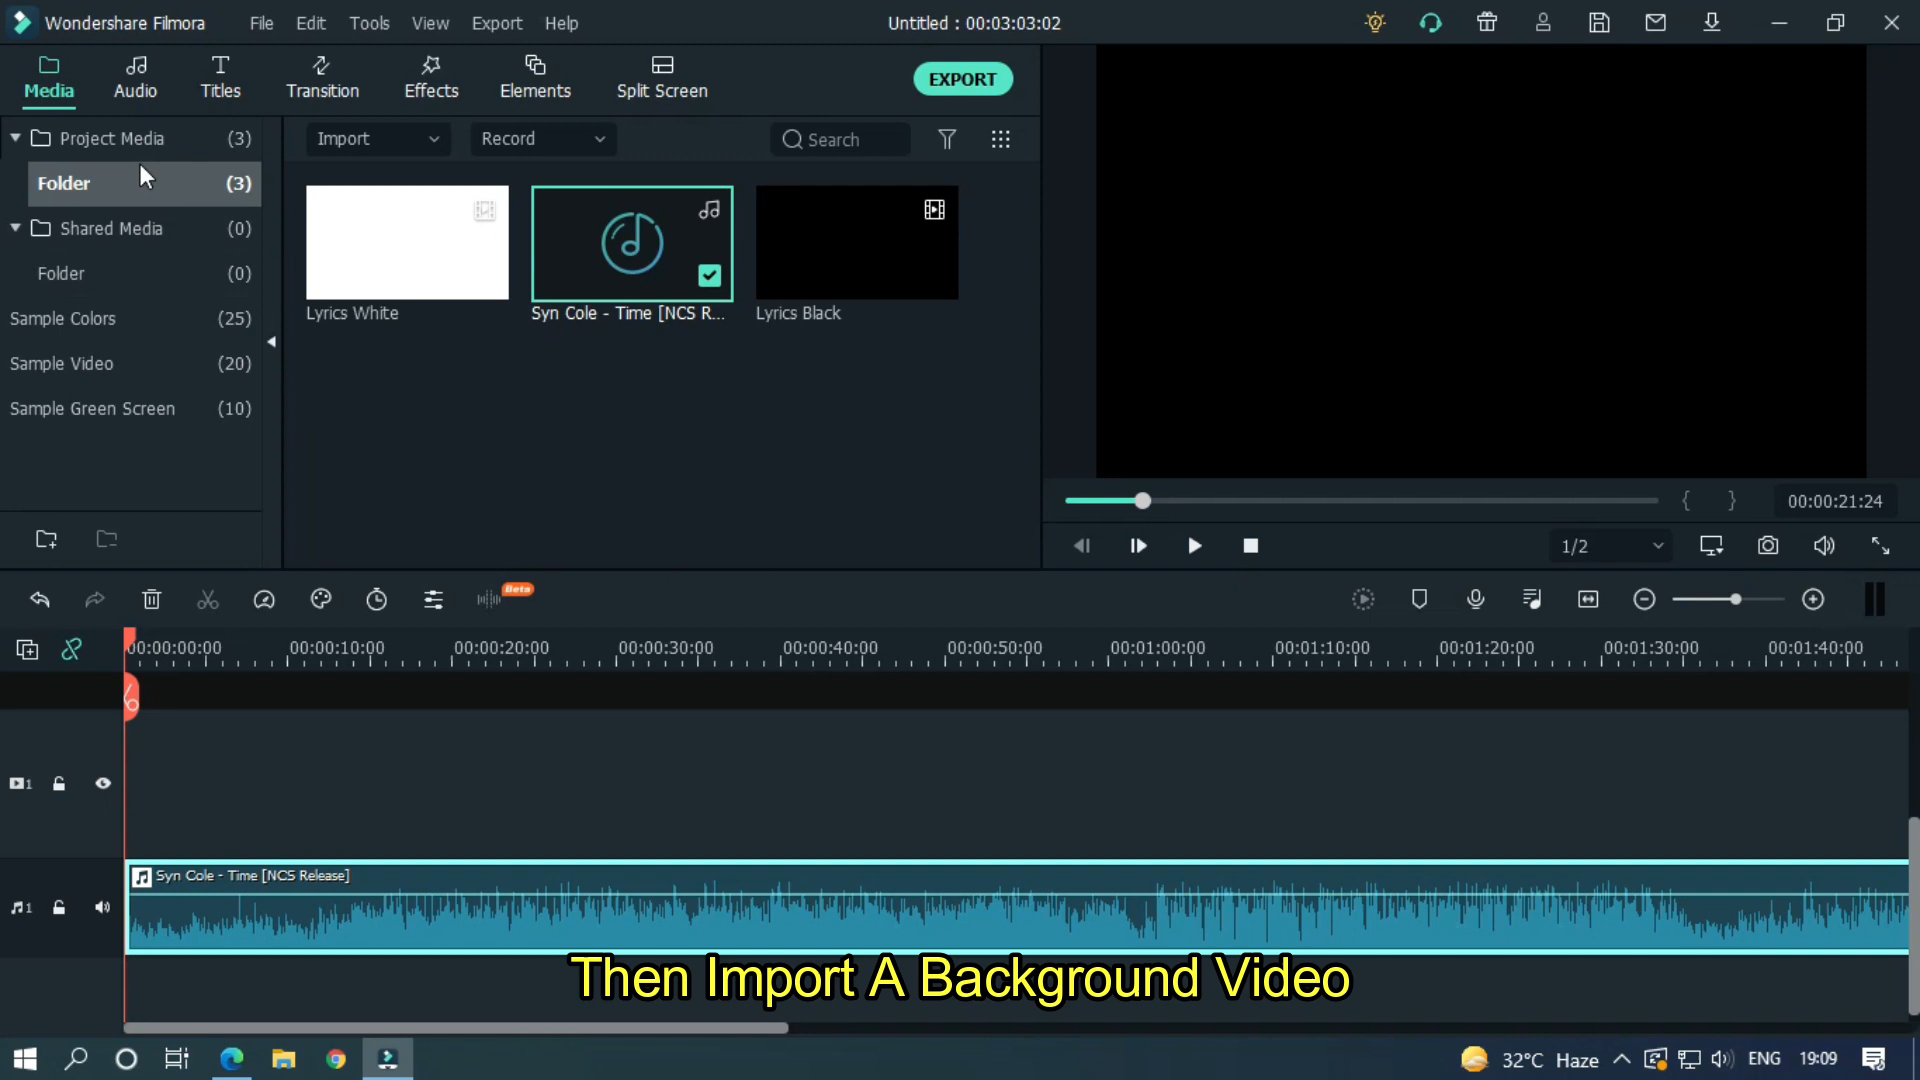 Wondershare Filmora File Edit Tools View Export Help Untitled : 00:03:03:02
Media Audio Titles Transition Effects Elements Split Screen EXPORT
Project Media (3) Import Record Search
Folder (3)
Shared Media (0)
Folder (0)
Sample Colors (25)
Sample Video (20)
Sample Green Screen (10)
Lyrics White Syn Cole - Time [NCS R... Lyrics Black
{ } 00:00:21:24
1/2
Beta
00:00:00:00 00:00:10:00 00:00:20:00 00:00:30:00 00:00:40:00 00:00:50:00 00:01:00:00 00:01:10:00 00:01:20:00 00:01:30:00 00:01:40:00
1
Syn Cole - Time [NCS Release]
1
Then Import A Background Video
32°C Haze ENG 19:09